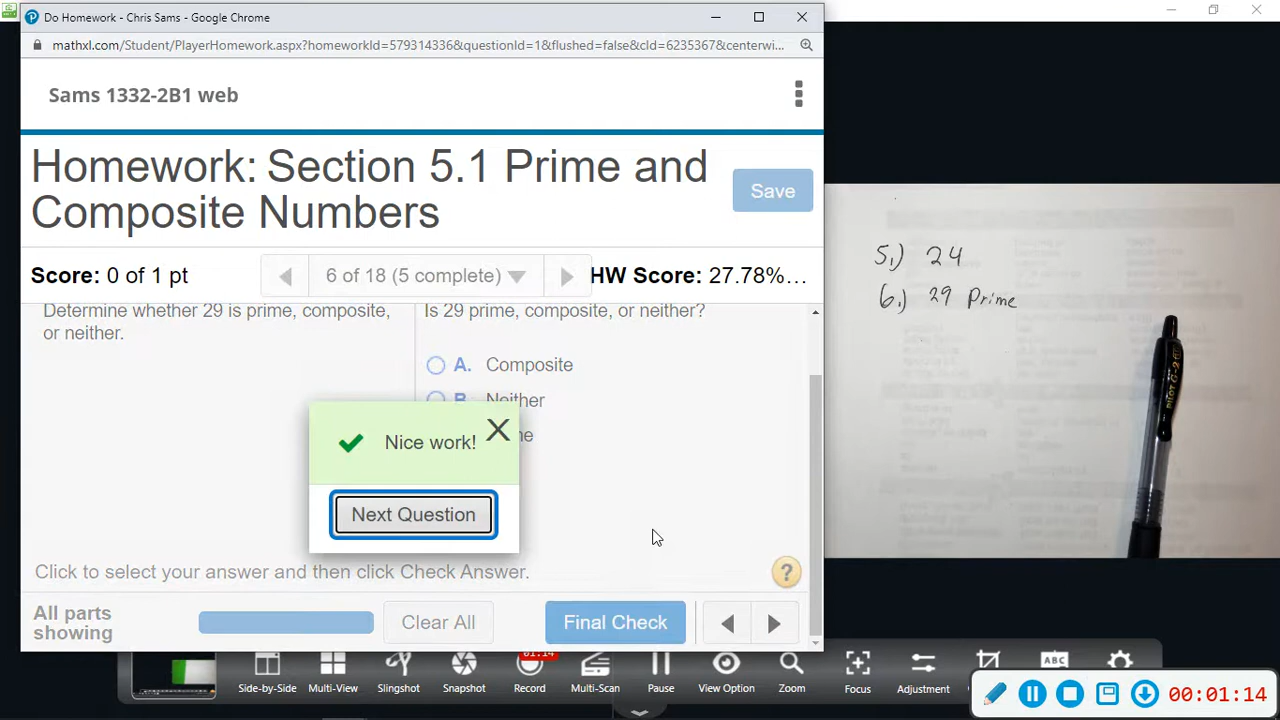 Do Homework - Chris Sams - Google Chrome
mathxl.com/Student/PlayerHomework.aspx?homeworkId=579314336&questionId=1&flushed=false&cId=6235367&centerwi...
Sams 1332-2B1 web
Homework: Section 5.1 Prime and
Composite Numbers
Save
Score: 0 of 1 pt
6 of 18 (5 complete)
HW Score: 27.78%...
Determine whether 29 is prime, composite,
or neither.
Is 29 prime, composite, or neither?
A. Composite
B. Neither
Nice work! X
Next Question
Click to select your answer and then click Check Answer.
?
All parts
showing
Clear All
Final Check
5.) 24
6.) 29 Prime
PILOT G-2
01:14
ABC
Side-by-Side Multi-View Slingshot Snapshot Record Multi-Scan Pause View Option Zoom Focus Adjustment
00:01:14